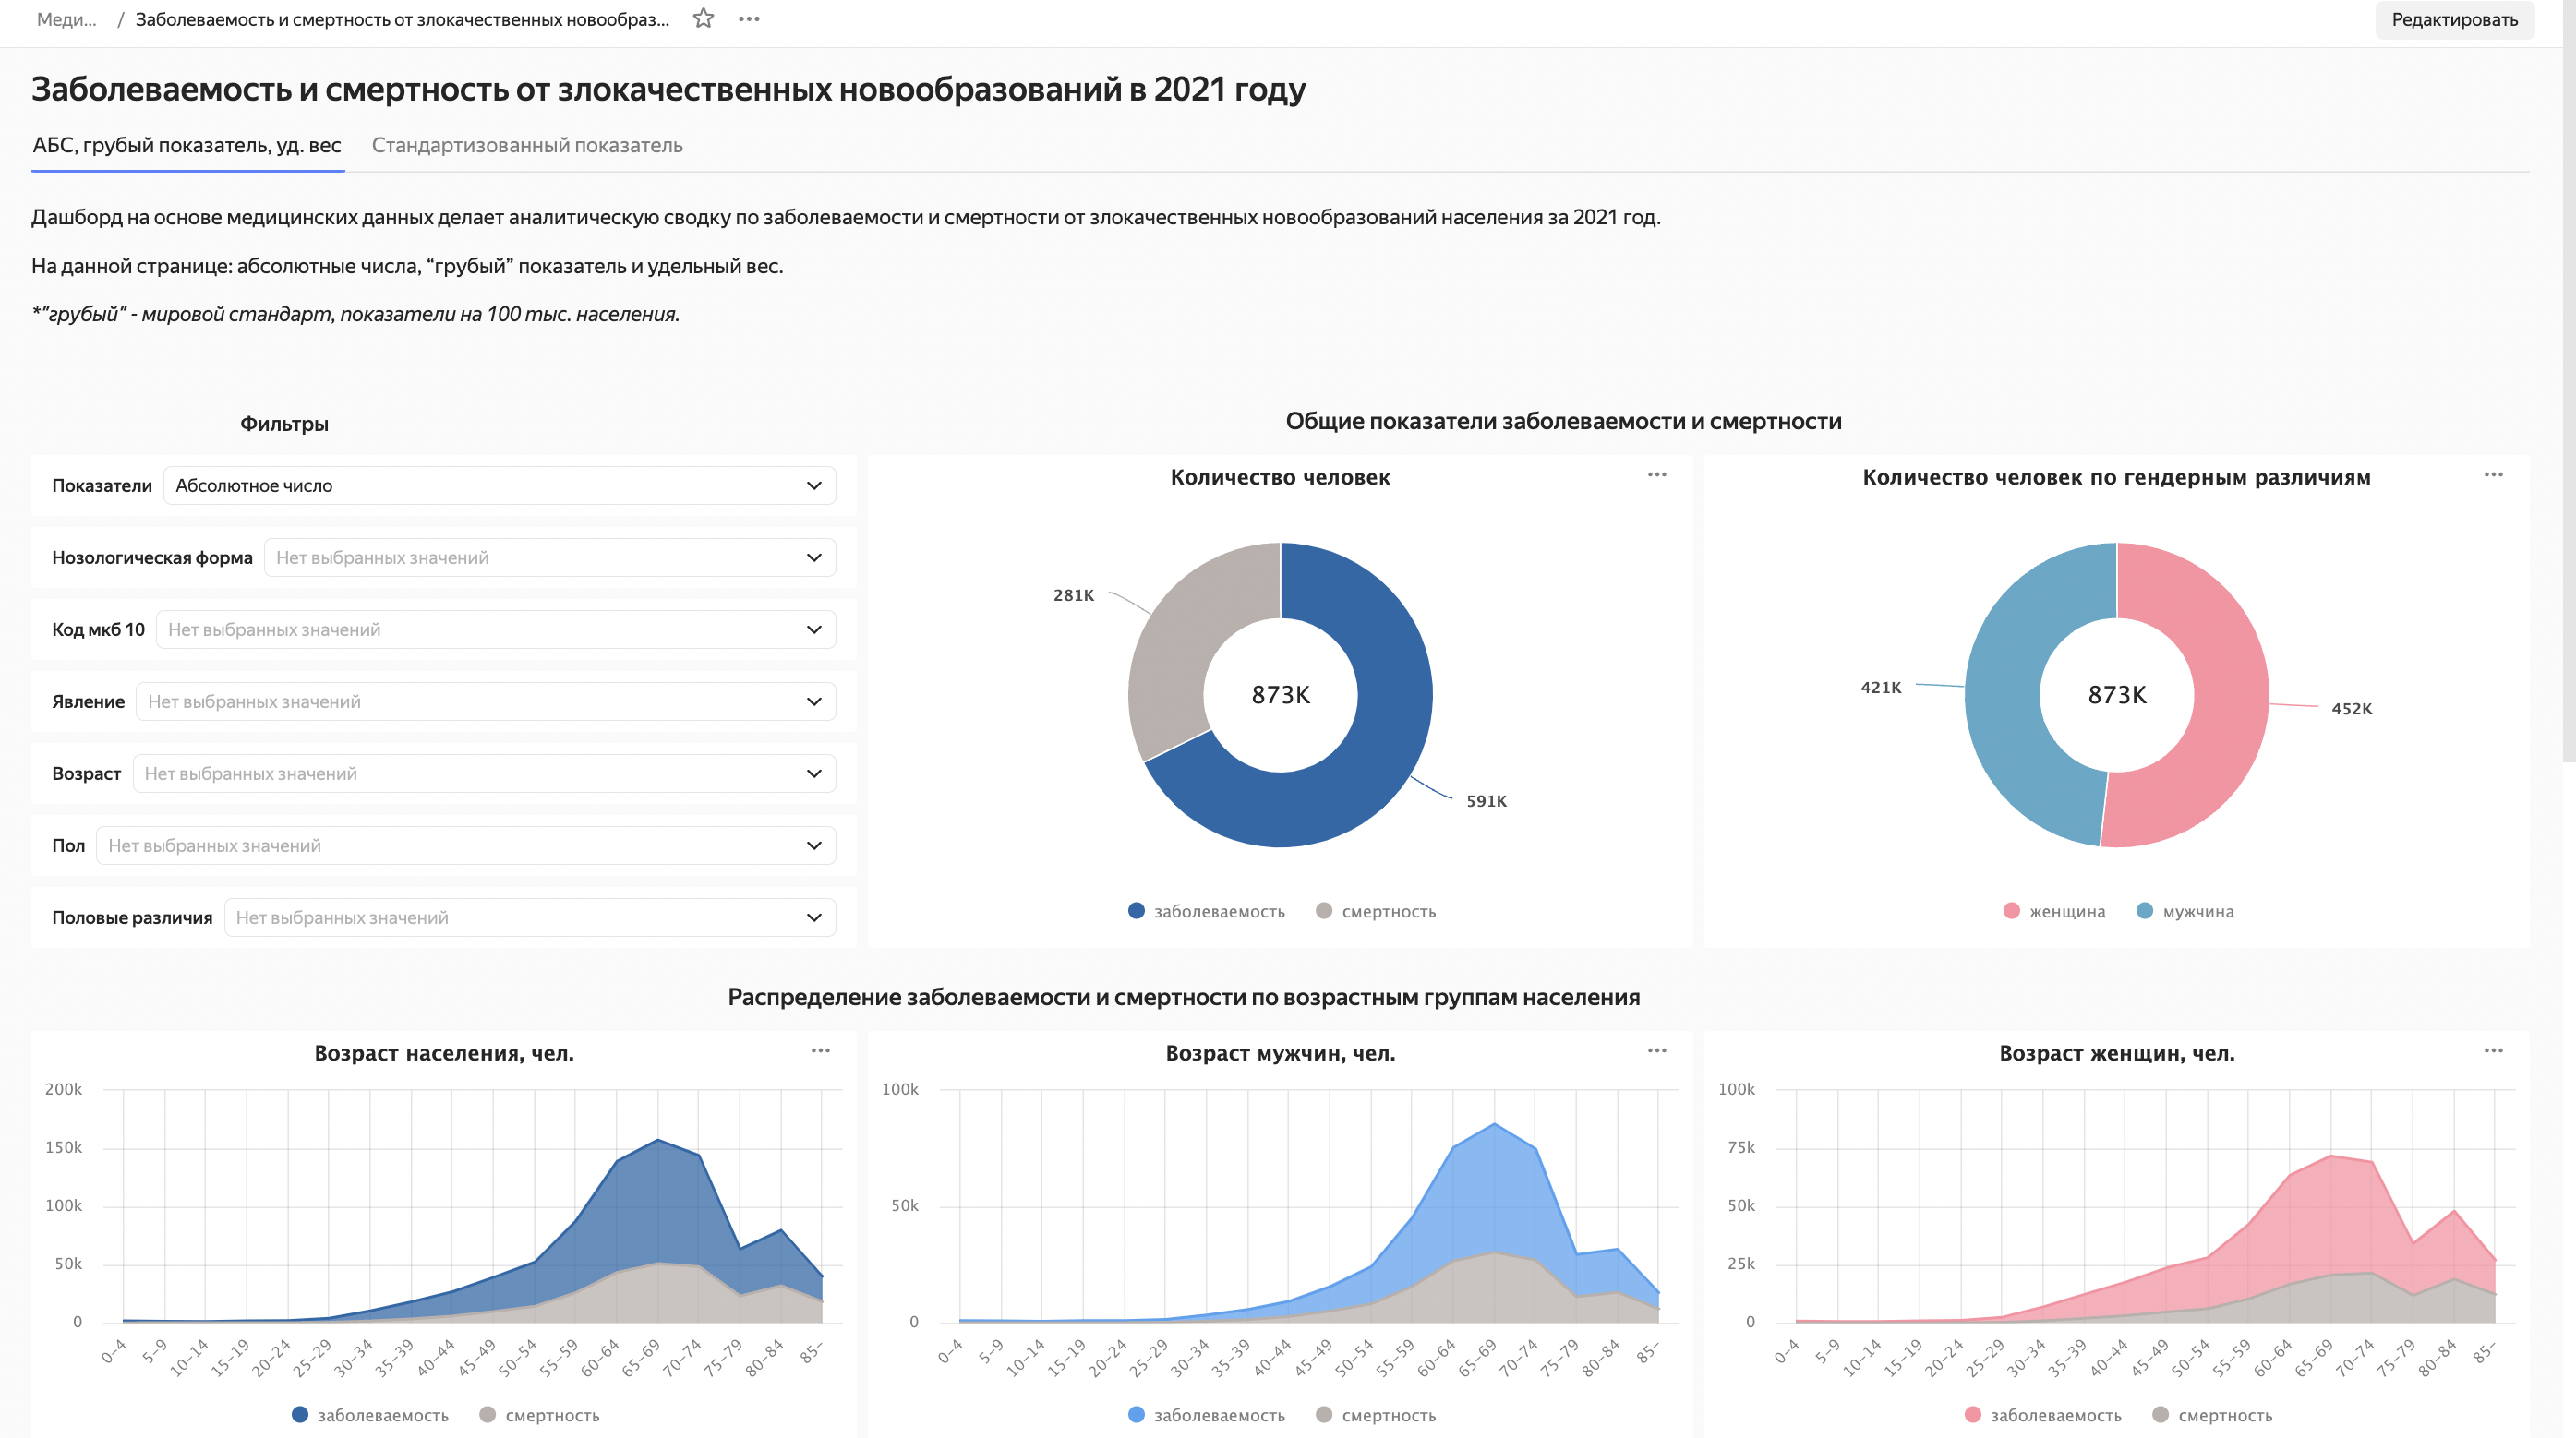 Меди... / Заболеваемость и смертность от злокачественных новообраз...
Редактировать
Заболеваемость и смертность от злокачественных новообразований в 2021 году
АБС, грубый показатель, уд. вес
Стандартизованный показатель
Дашборд на основе медицинских данных делает аналитическую сводку по заболеваемости и смертности от злокачественных новообразований населения за 2021 год.
На данной странице: абсолютные числа, “грубый” показатель и удельный вес.
*"грубый" - мировой стандарт, показатели на 100 тыс. населения.
Фильтры
Показатели Абсолютное число
Нозологическая форма Нет выбранных значений
Код мкб 10 Нет выбранных значений
Явление Нет выбранных значений
Возраст Нет выбранных значений
Пол Нет выбранных значений
Половые различия Нет выбранных значений
Общие показатели заболеваемости и смертности
Количество человек
281K
873K
591K
заболеваемость смертность
Количество человек по гендерным различиям
421K
873K
452K
женщина мужчина
Распределение заболеваемости и смертности по возрастным группам населения
Возраст населения, чел.
200k
150k
100k
50k
0
0–4 5–9 10–14 15–19 20–24 25–29 30–34 35–39 40–44 45–49 50–54 55–59 60–64 65–69 70–74 75–79 80–84 85–
заболеваемость смертность
Возраст мужчин, чел.
100k
50k
0
0–4 5–9 10–14 15–19 20–24 25–29 30–34 35–39 40–44 45–49 50–54 55–59 60–64 65–69 70–74 75–79 80–84 85–
заболеваемость смертность
Возраст женщин, чел.
100k
75k
50k
25k
0
0–4 5–9 10–14 15–19 20–24 25–29 30–34 35–39 40–44 45–49 50–54 55–59 60–64 65–69 70–74 75–79 80–84 85–
заболеваемость смертность